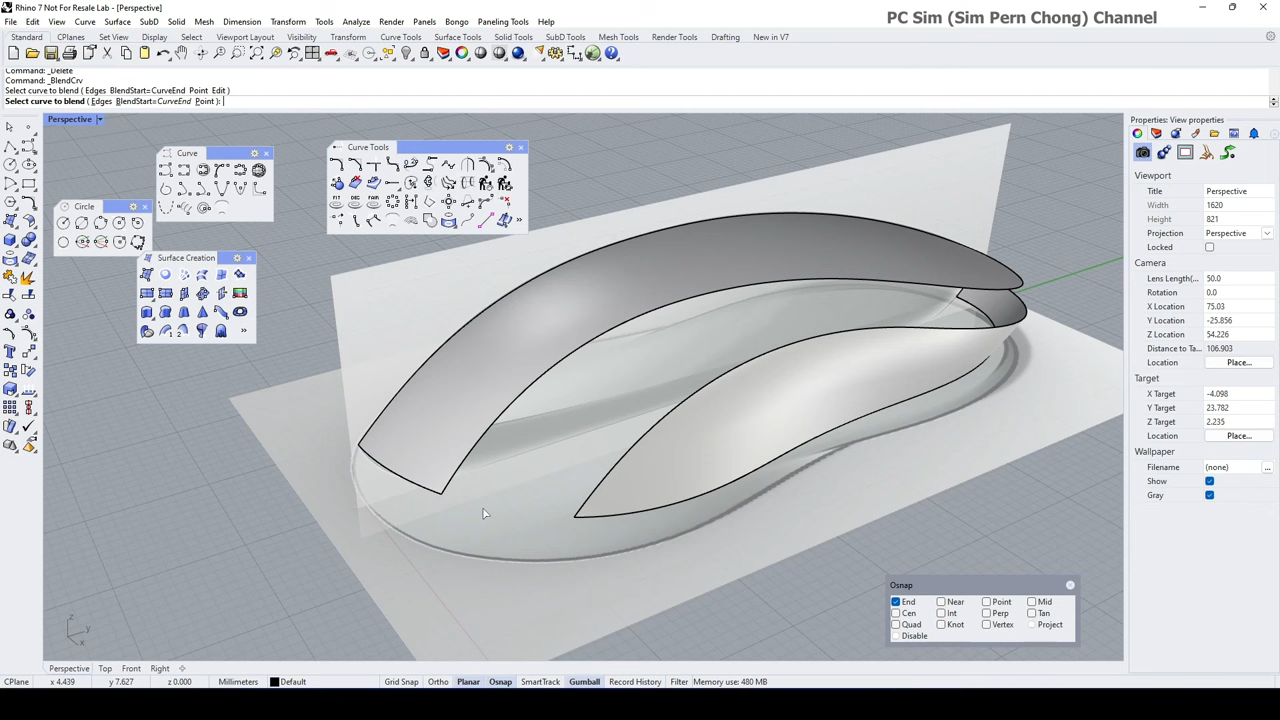 Rhino 7 Not For Resale Lab - [Perspective]
PC Sim (Sim Pern Chong) Channel
File Edit View Curve Surface SubD Solid Mesh Dimension Transform Tools Analyze Render Panels Bongo Paneling Tools Help
Standard CPlanes Set View Display Select Viewport Layout Visibility Transform Curve Tools Surface Tools Solid Tools SubD Tools Mesh Tools Render Tools Drafting New in V7
Command: _Delete
Command: _BlendCrv
Select curve to blend ( Edges BlendStart=CurveEnd Point Edit )
Select curve to blend ( Edges BlendStart=CurveEnd Point ):
Perspective
Curve
Curve Tools
Circle
Surface Creation
FIT
DEG
FAIR
Properties: View properties
Viewport
Title Perspective
Width 1620
Height 821
Projection Perspective
Locked
Camera
Lens Length(... 50.0
Rotation 0.0
X Location 75.03
Y Location -25.856
Z Location 54.226
Distance to Ta... 106.903
Location Place...
Target
X Target -4.098
Y Target 23.782
Z Target 2.235
Location Place...
Wallpaper
Filename (none) ...
Show
Gray
Osnap
End Near Point Mid
Cen Int Perp Tan
Quad Knot Vertex Project
Disable
z
y
x
Perspective Top Front Right
CPlane x 4.439 y 7.627 z 0.000 Millimeters Default Grid Snap Ortho Planar Osnap SmartTrack Gumball Record History Filter Memory use: 480 MB